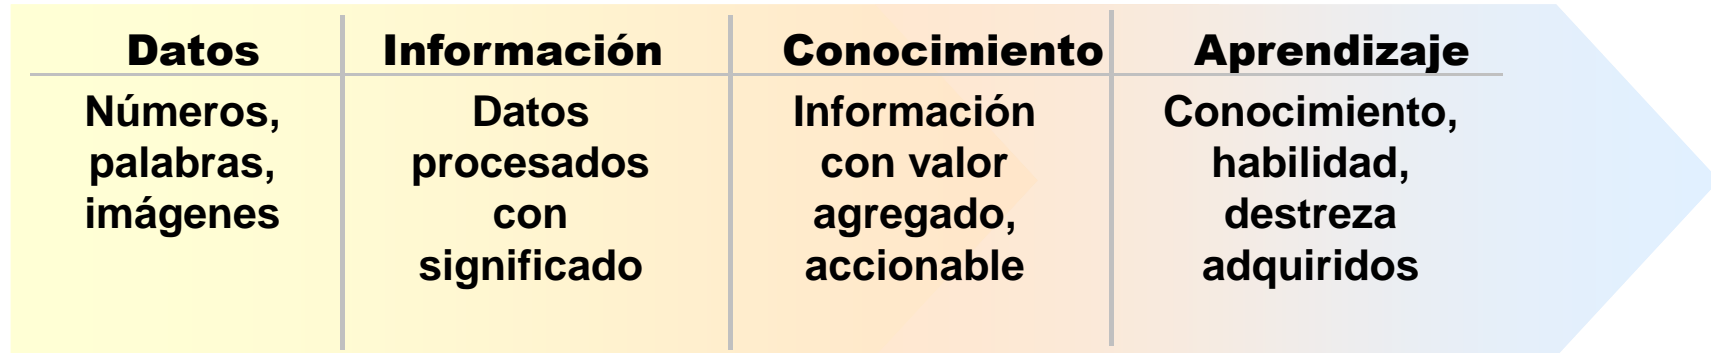 Datos
Números,
palabras,
imágenes
Información
Datos
procesados
con
significado
Conocimiento
Información
con valor
agregado,
accionable
Aprendizaje
Conocimiento,
habilidad,
destreza
adquiridos